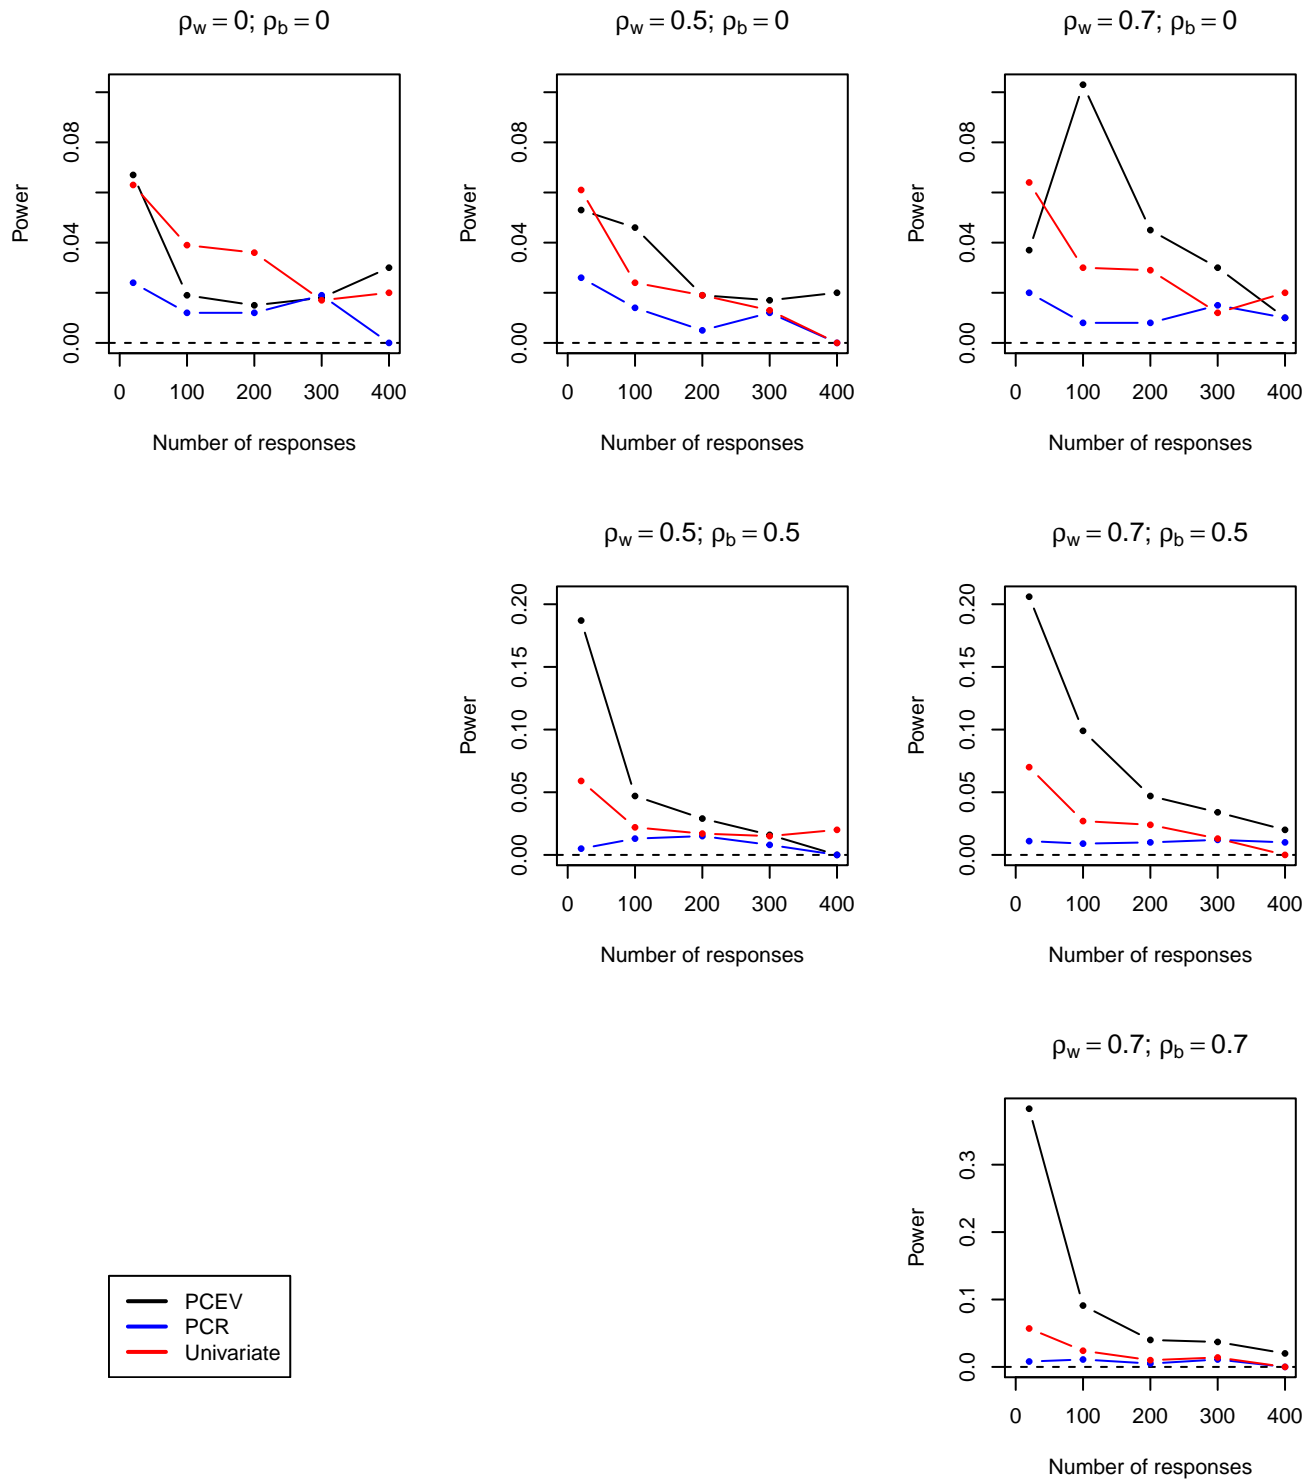 ρw = 0; ρb = 0
Power
0.00 0.04 0.08
0 100 200 300 400
Number of responses
ρw = 0.5; ρb = 0
Power
0.00 0.04 0.08
0 100 200 300 400
Number of responses
ρw = 0.7; ρb = 0
Power
0.00 0.04 0.08
0 100 200 300 400
Number of responses
ρw = 0.5; ρb = 0.5
Power
0.00 0.05 0.10 0.15 0.20
0 100 200 300 400
Number of responses
ρw = 0.7; ρb = 0.5
Power
0.00 0.05 0.10 0.15 0.20
0 100 200 300 400
Number of responses
ρw = 0.7; ρb = 0.7
Power
0.0 0.1 0.2 0.3
0 100 200 300 400
Number of responses
PCEV
PCR
Univariate